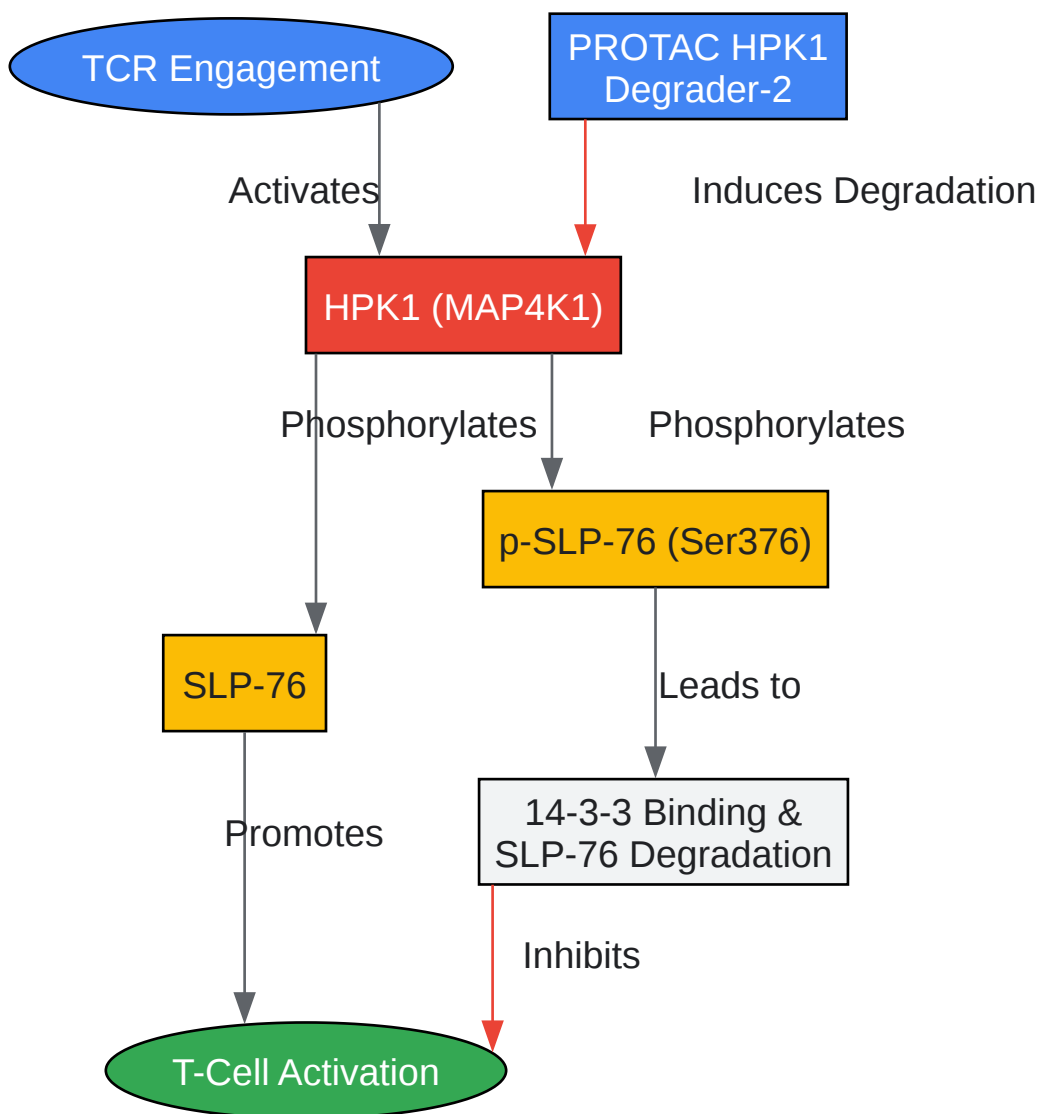 TCR Engagement
PROTAC HPK1
Degrader-2
Activates
Induces Degradation
HPK1 (MAP4K1)
Phosphorylates
Phosphorylates
p-SLP-76 (Ser376)
SLP-76
Leads to
14-3-3 Binding &
SLP-76 Degradation
Promotes
Inhibits
T-Cell Activation